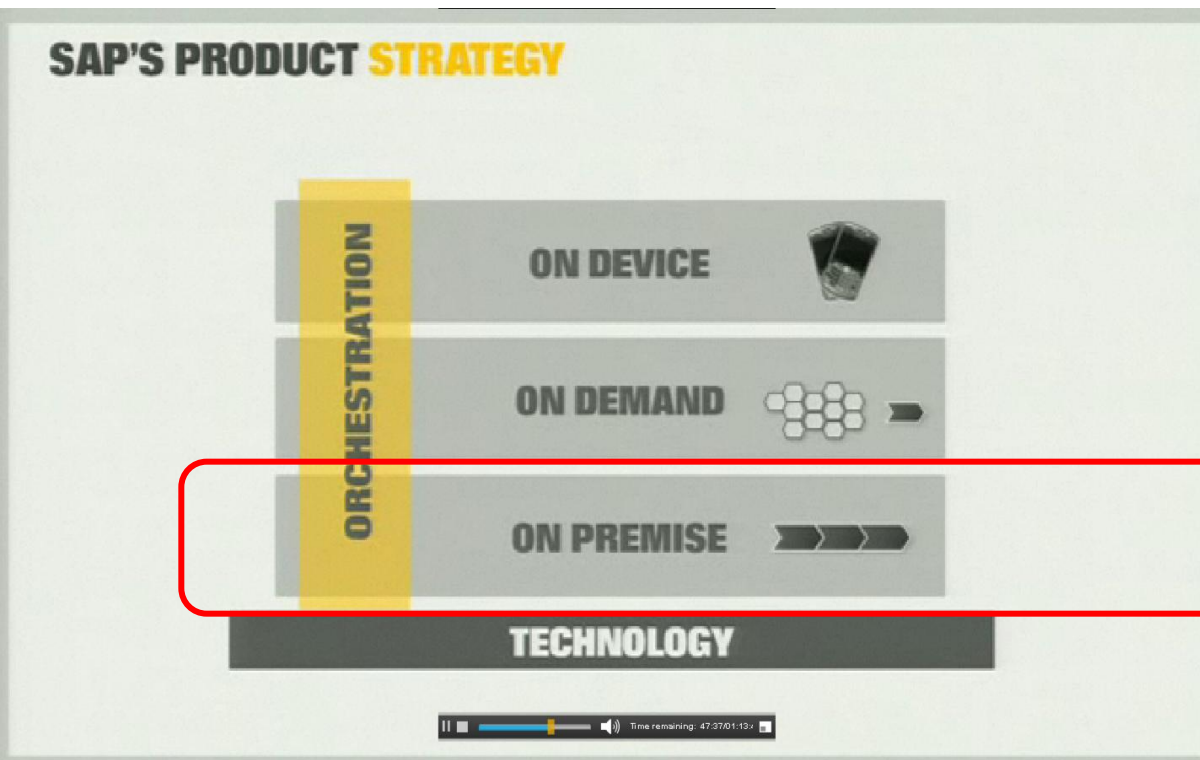 SAP'S PRODUCT STRATEGY
ORCHESTRATION
ON DEVICE
ON DEMAND
ON PREMISE
TECHNOLOGY
Time remaining: 47:37/01:13: